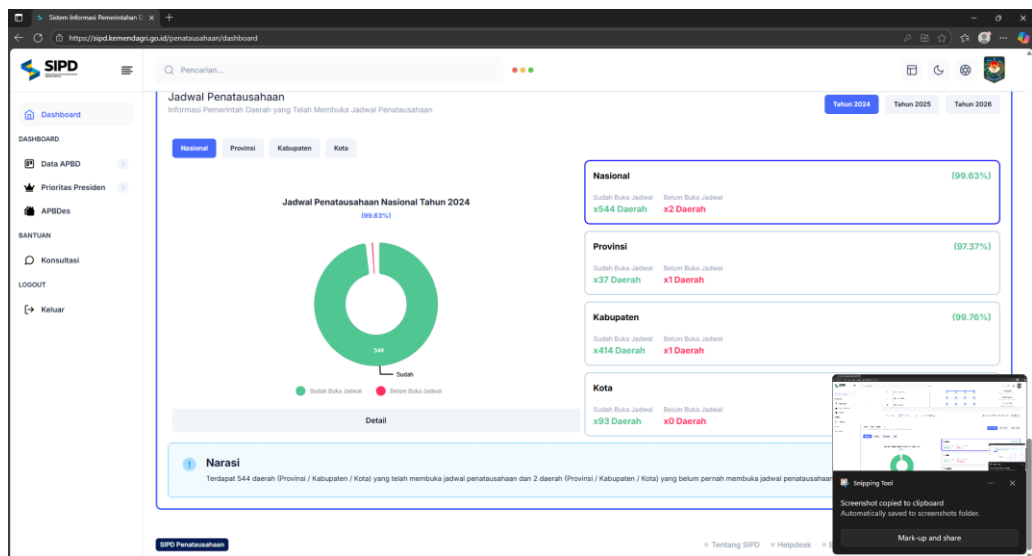 Sistem Informasi Pemerintahan D
https://sipd.kemendagri.go.id/penatausahaan/dashboard
SIPD
Pencarian...
Dashboard
DASHBOARD
Data APBD
Prioritas Presiden
APBDes
BANTUAN
Konsultasi
LOGOUT
Keluar
Jadwal Penatausahaan
Informasi Pemerintah Daerah yang Telah Membuka Jadwal Penatausahaan
Tahun 2024
Tahun 2025
Tahun 2026
Nasional
Provinsi
Kabupaten
Kota
Jadwal Penatausahaan Nasional Tahun 2024
(99.63%)
544
Sudah
Sudah Buka Jadwal
Belum Buka Jadwal
Detail
Nasional (99.63%)
Sudah Buka Jadwal Belum Buka Jadwal
x544 Daerah x2 Daerah
Provinsi (97.37%)
Sudah Buka Jadwal Belum Buka Jadwal
x37 Daerah x1 Daerah
Kabupaten (99.76%)
Sudah Buka Jadwal Belum Buka Jadwal
x414 Daerah x1 Daerah
Kota
Sudah Buka Jadwal Belum Buka Jadwal
x93 Daerah x0 Daerah
Narasi
Terdapat 544 daerah (Provinsi / Kabupaten / Kota) yang telah membuka jadwal penatausahaan dan 2 daerah (Provinsi / Kabupaten / Kota) yang belum pernah membuka jadwal penatausahaan
Snipping Tool
Screenshot copied to clipboard
Automatically saved to screenshots folder.
Mark-up and share
SIPD Penatausahaan
Tentang SIPD
Helpdesk